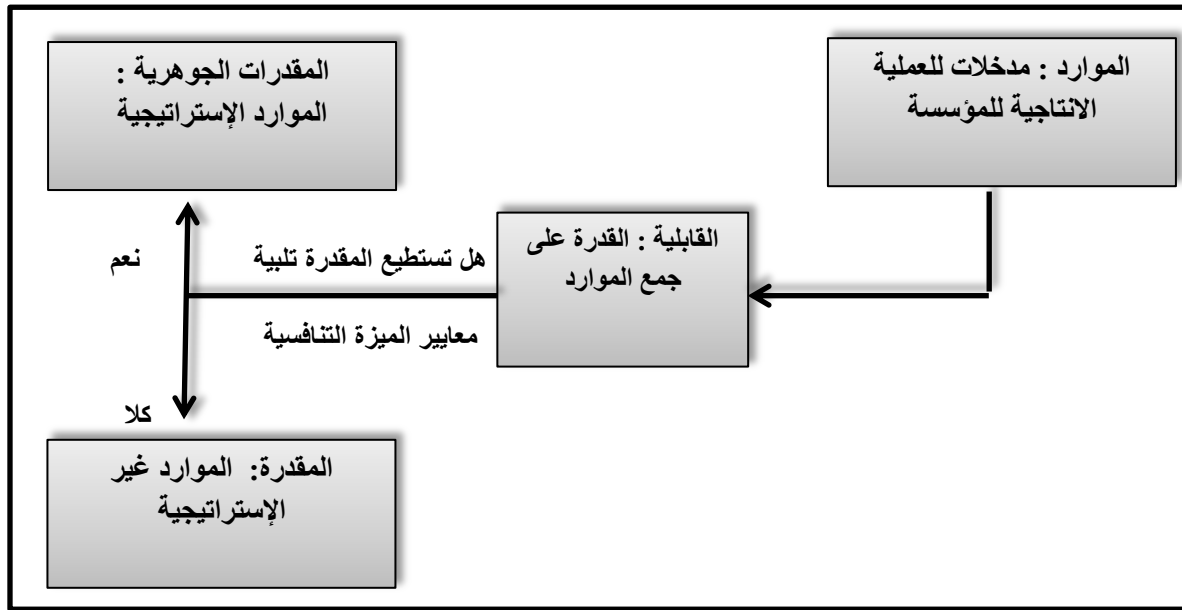 الموارد : مدخلات للعملية
الانتاجية للمؤسسة
المقدرات الجوهرية :
الموارد الإستراتيجية
القابلية : القدرة على
جمع الموارد
هل تستطيع المقدرة تلبية
معايير الميزة التنافسية
نعم
كلا
المقدرة: الموارد غير
الإستراتيجية